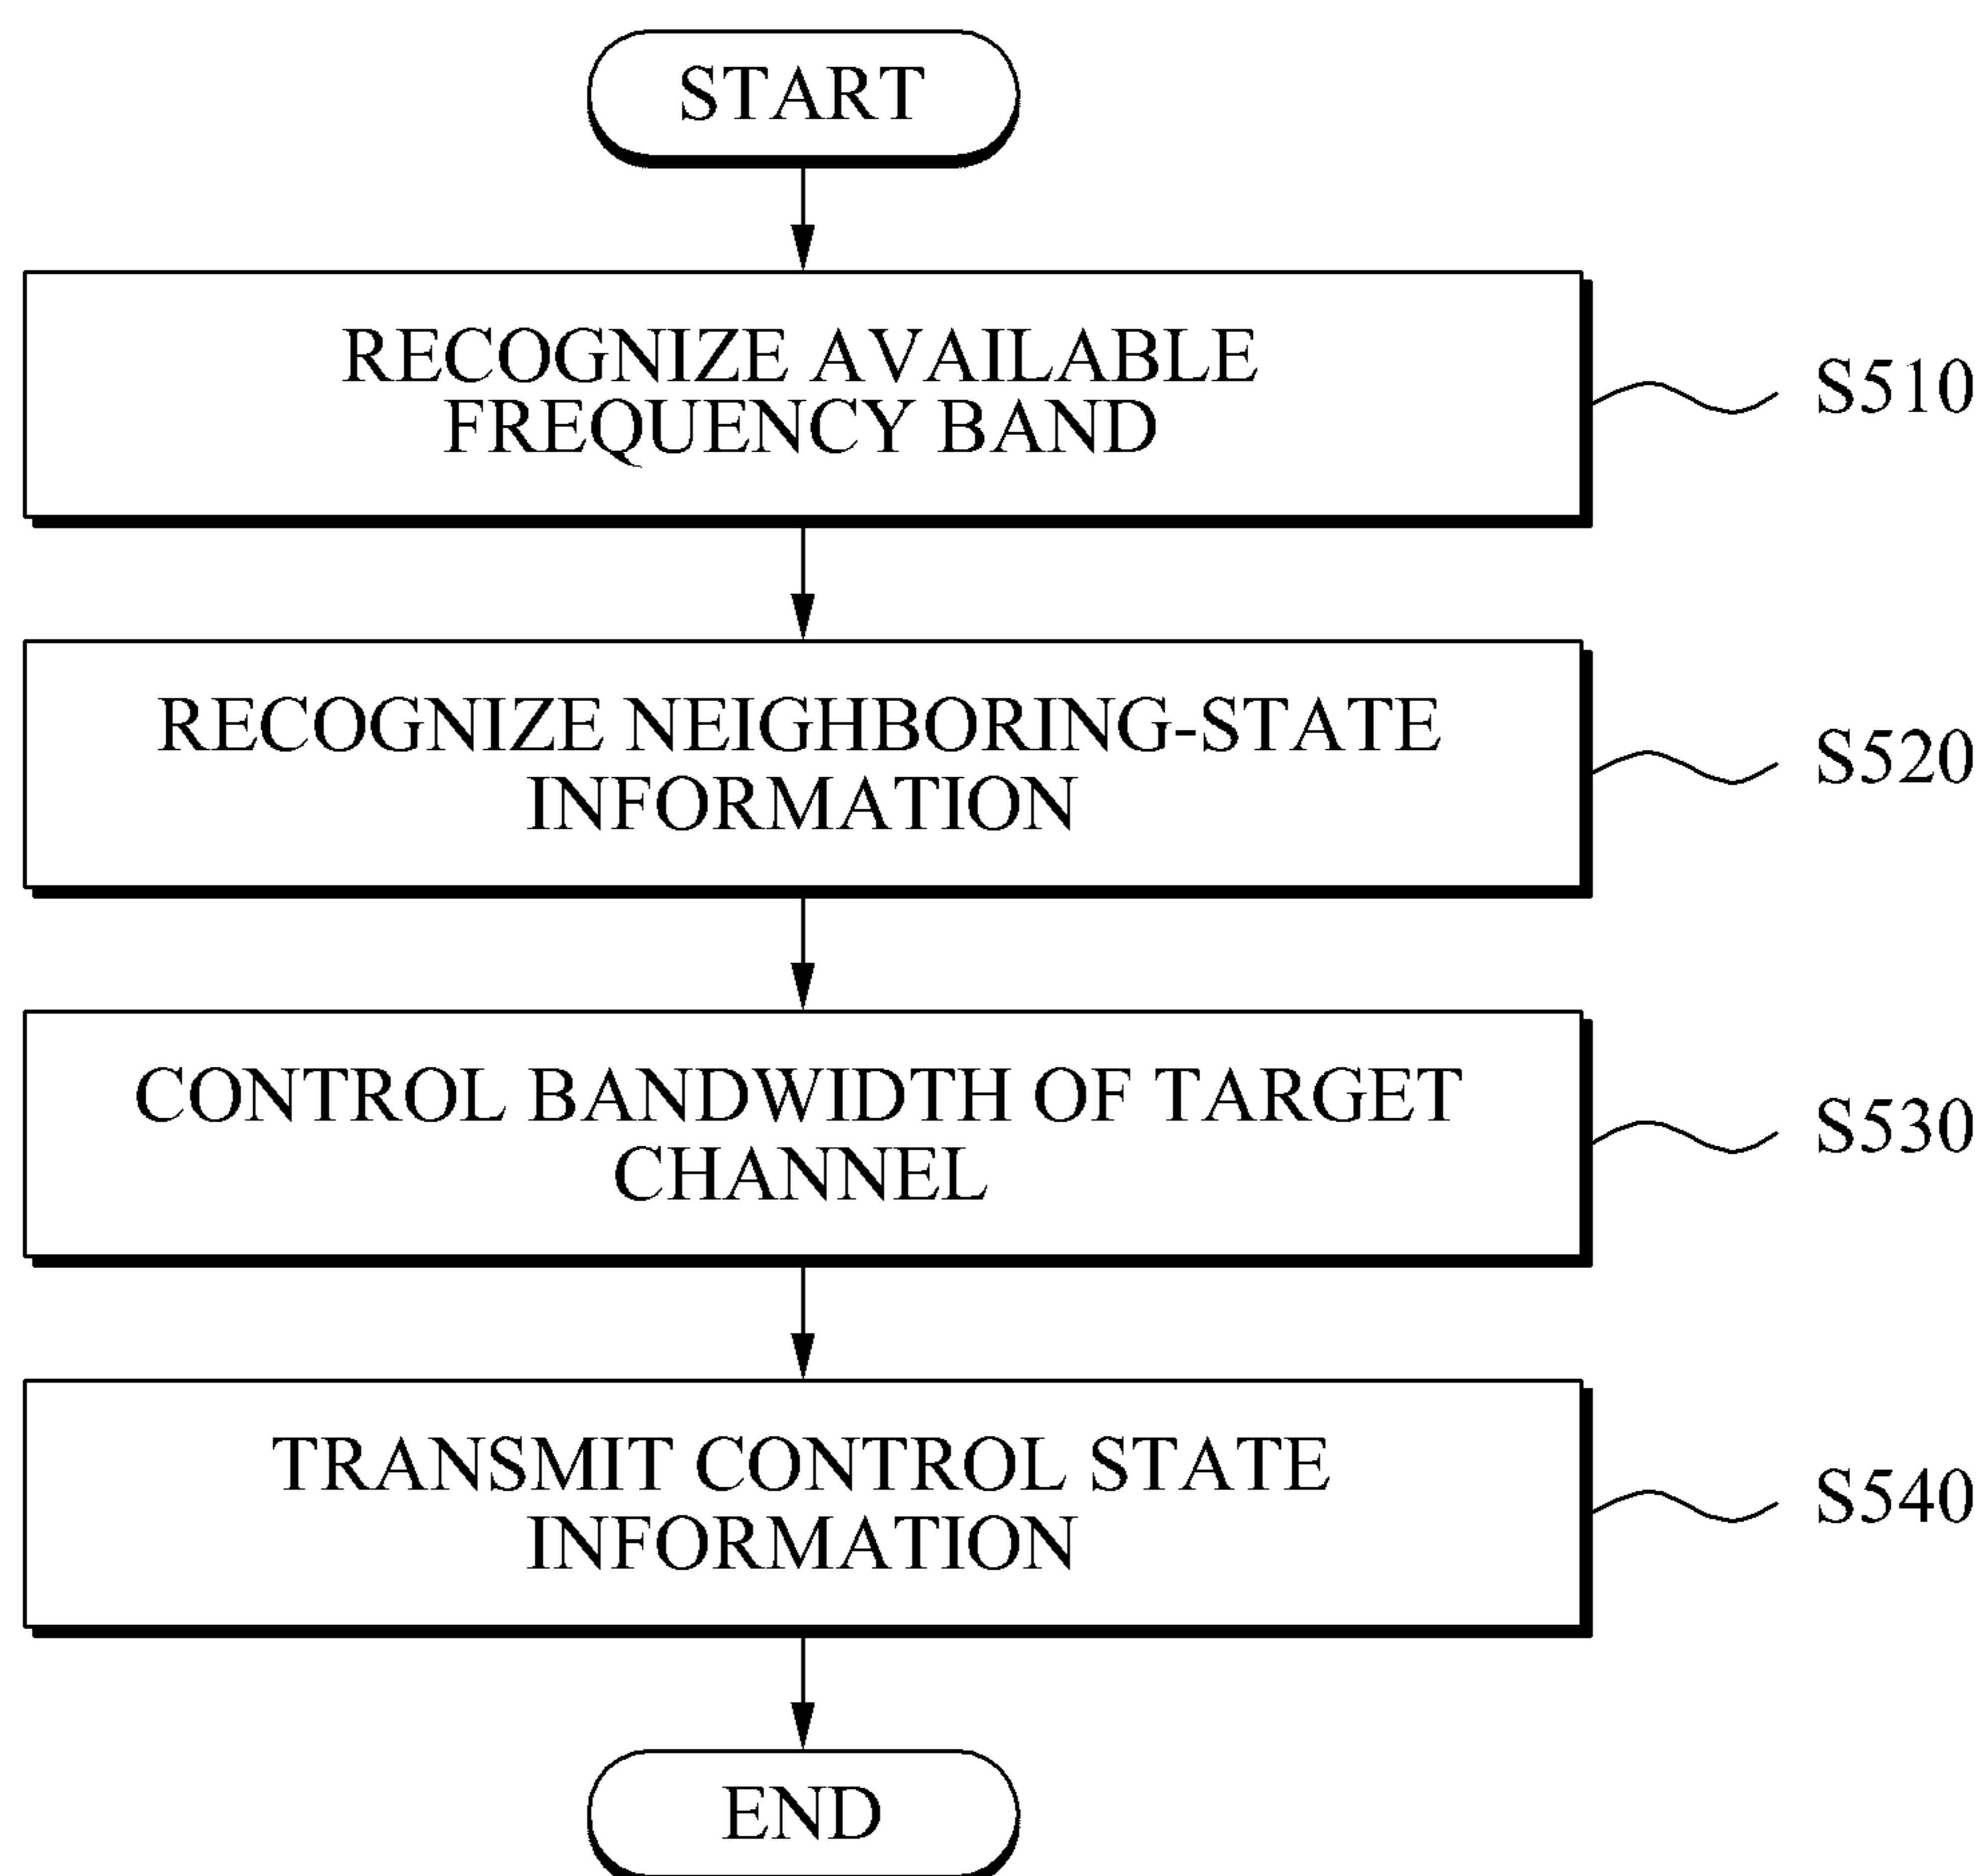 START
RECOGNIZE AVAILABLE
FREQUENCY BAND
S510
RECOGNIZE NEIGHBORING-STATE
INFORMATION
S520
CONTROL BANDWIDTH OF TARGET
CHANNEL
S530
TRANSMIT CONTROL STATE
INFORMATION
S540
END